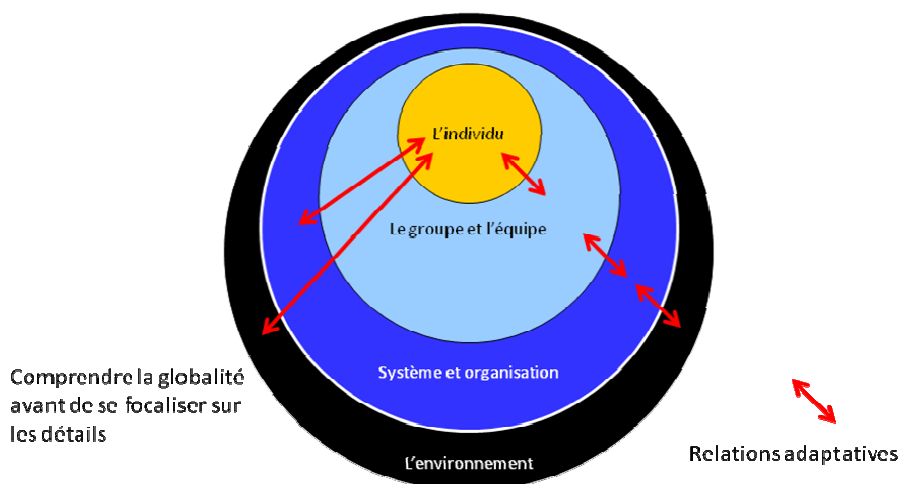 L'individu
Le groupe et l'équipe
Système et organisation
Comprendre la globalité
avant de se focaliser sur
les détails
L'environnement
Relations adaptatives